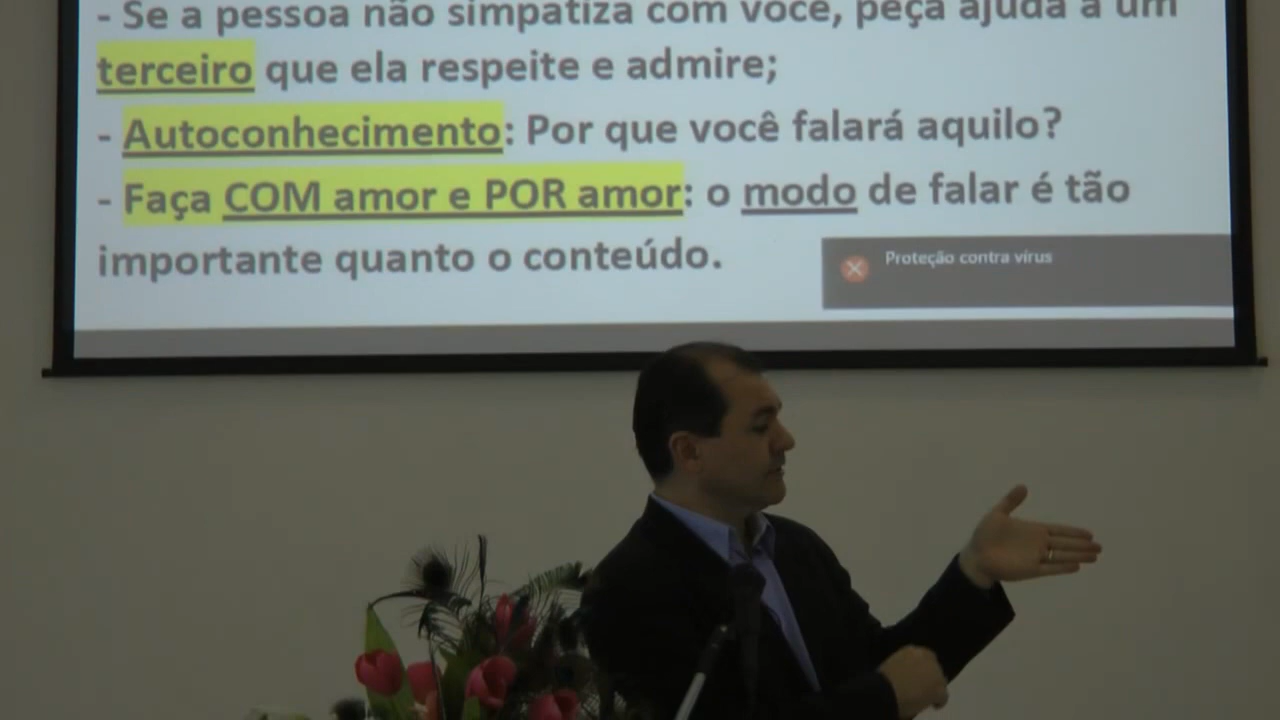 - Se a pessoa não simpatiza com você, peça ajuda a um
terceiro que ela respeite e admire;
- Autoconhecimento: Por que você falará aquilo?
- Faça COM amor e POR amor: o modo de falar é tão
importante quanto o conteúdo.
Proteção contra vírus